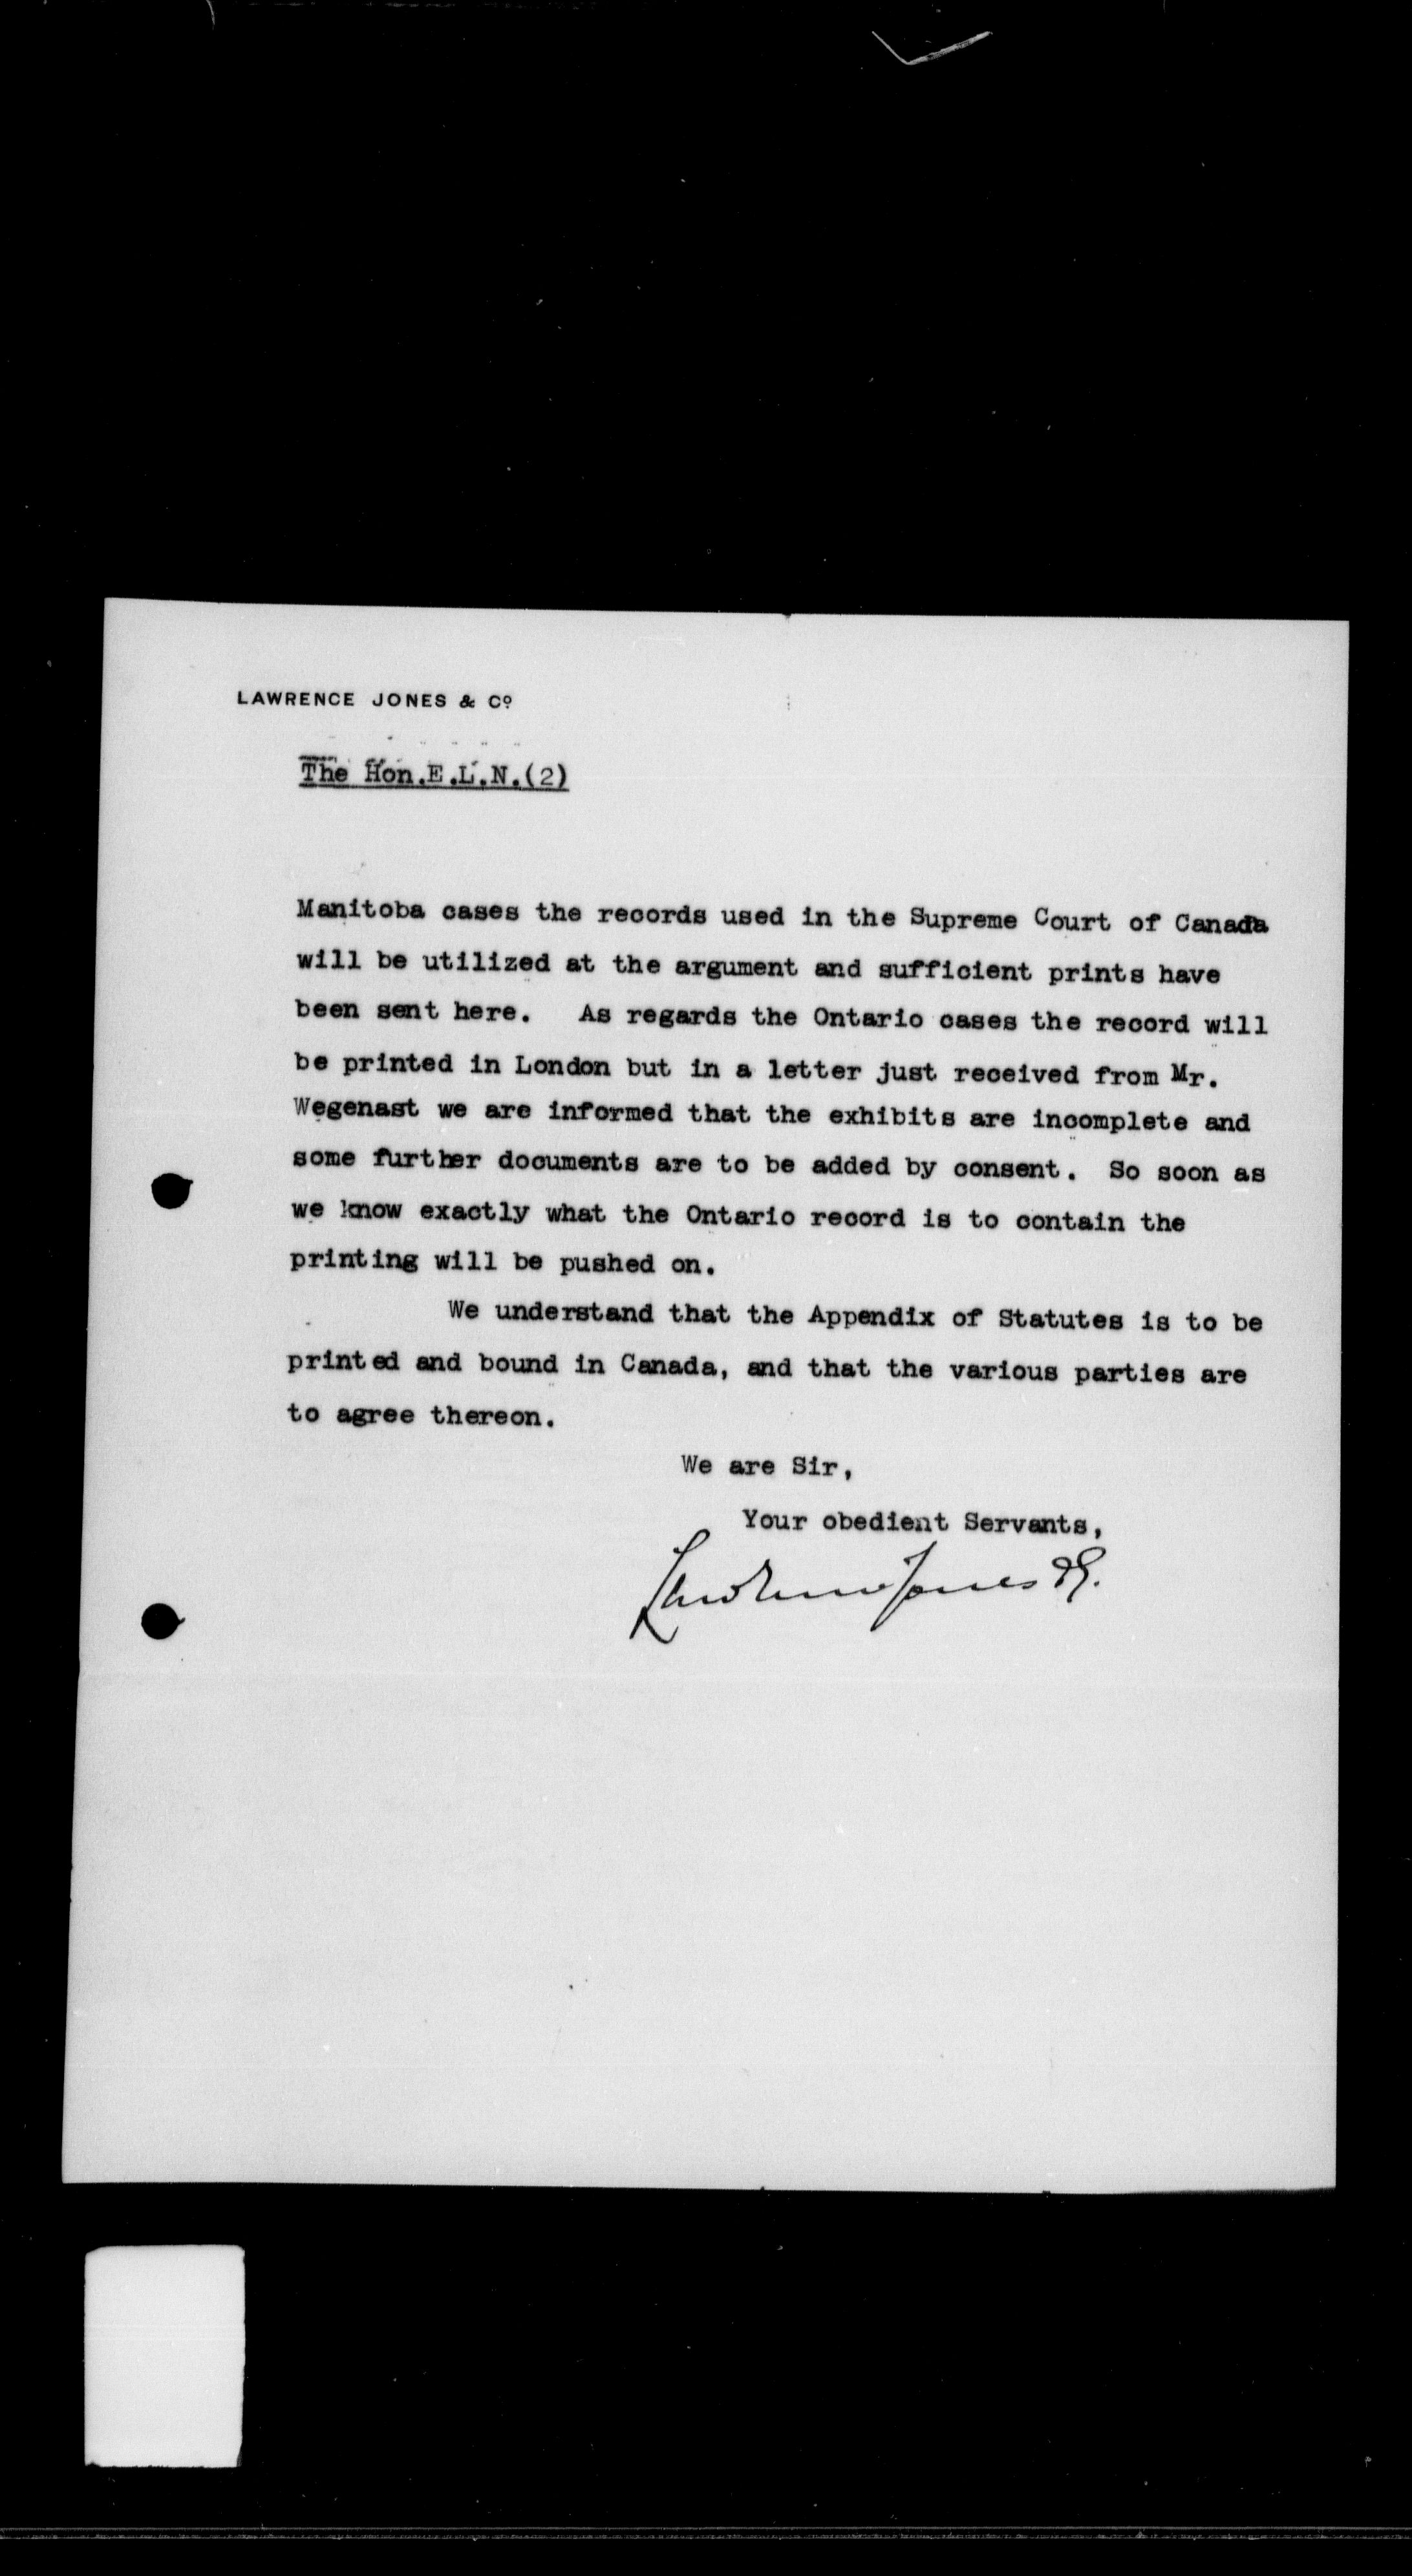 LAWRENCE JONES & Co
The Hon.E.L.N.(2)
Manitoba cases the records used in the Supreme Court of Canada
will be utilized at the argument and sufficient prints have
been sent here. As regards the Ontario cases the record will
be printed in London but in a letter just received from Mr.
Wegenast we are informed that the exhibits are incomplete and
some further documents are to be added by consent. So soon as
we know exactly what the Ontario record is to contain the
printing will be pushed on.
We understand that the Appendix of Statutes is to be
printed and bound in Canada, and that the various parties are
to agree thereon.
We are Sir,
Your obedient Servants,
Lawrence Jones & Co.